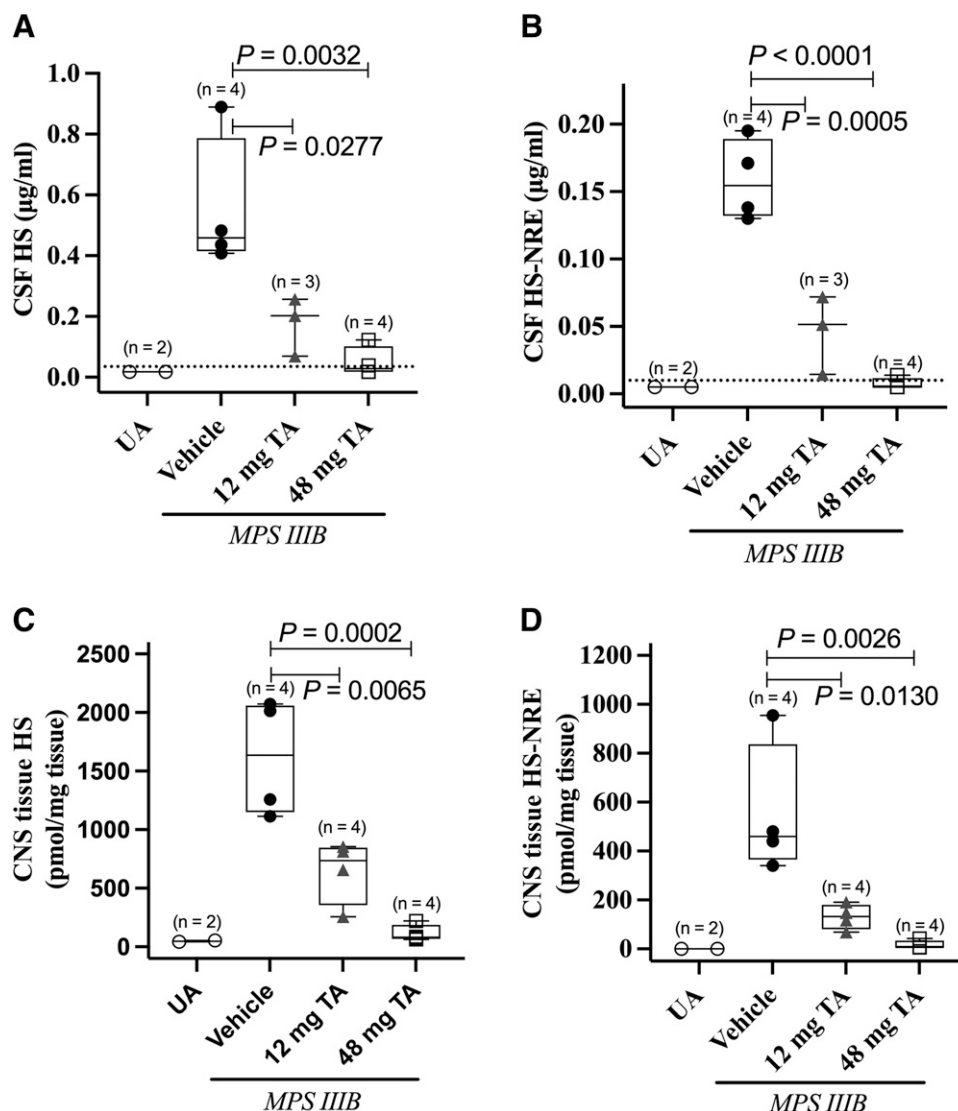 A
P = 0.0032
(n = 4)
P = 0.0277
(n = 3)
(n = 4)
(n = 2)
CSF HS (µg/ml)
1.0
0.8
0.6
0.4
0.2
0.0
UA
Vehicle
12 mg TA
48 mg TA
MPS IIIB
B
P < 0.0001
(n = 4)
P = 0.0005
(n = 3)
(n = 4)
(n = 2)
CSF HS-NRE (µg/ml)
0.20
0.15
0.10
0.05
0.00
UA
Vehicle
12 mg TA
48 mg TA
MPS IIIB
C
P = 0.0002
(n = 4)
P = 0.0065
(n = 4)
(n = 4)
(n = 2)
CNS tissue HS
(pmol/mg tissue)
2500
2000
1500
1000
500
0
UA
Vehicle
12 mg TA
48 mg TA
MPS IIIB
D
P = 0.0026
(n = 4)
P = 0.0130
(n = 4)
(n = 4)
(n = 2)
CNS tissue HS-NRE
(pmol/mg tissue)
1200
1000
800
600
400
200
0
UA
Vehicle
12 mg TA
48 mg TA
MPS IIIB